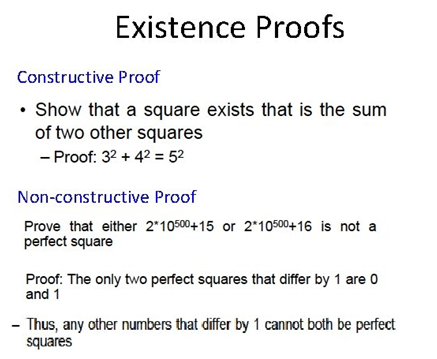 Existence Proofs
Constructive Proof
• Show that a square exists that is the sum
of two other squares
– Proof: 3² + 4² = 5²
Non-constructive Proof
Prove that either 2*10⁵⁰⁰+15 or 2*10⁵⁰⁰+16 is not a
perfect square
Proof: The only two perfect squares that differ by 1 are 0
and 1
– Thus, any other numbers that differ by 1 cannot both be perfect
squares